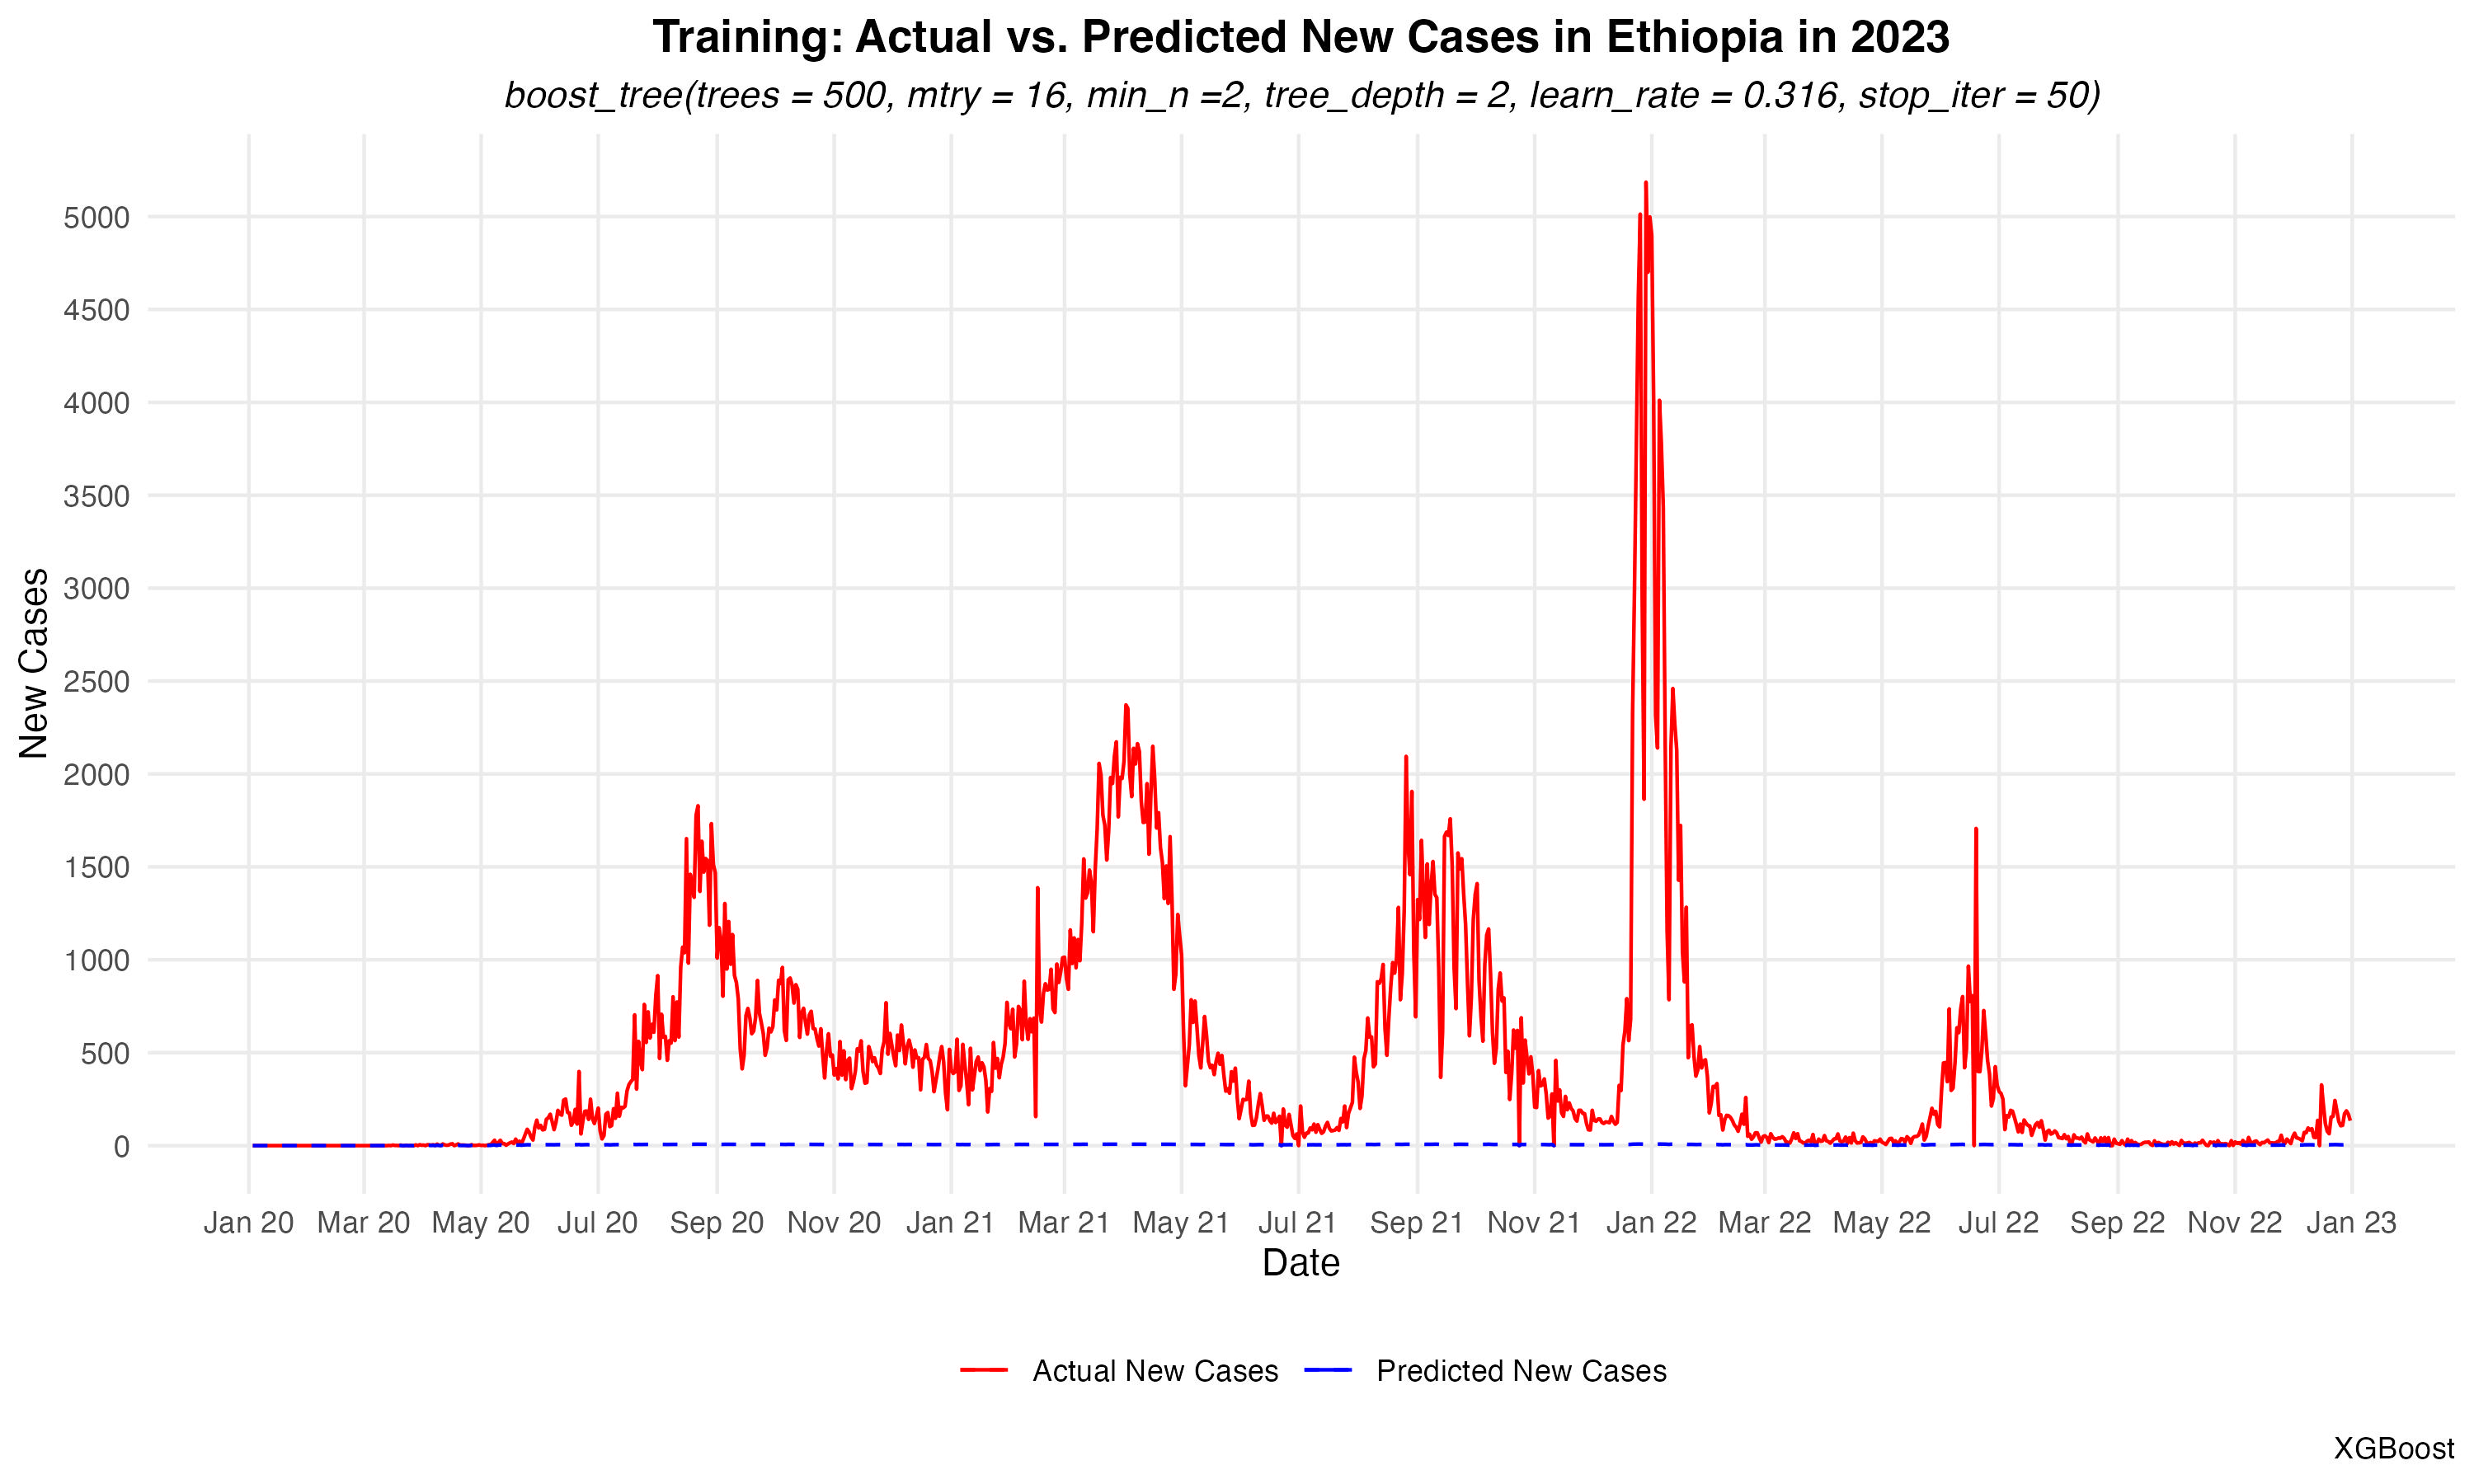 Training: Actual vs. Predicted New Cases in Ethiopia in 2023
boost_tree(trees = 500, mtry = 16, min_n =2, tree_depth = 2, learn_rate = 0.316, stop_iter = 50)
New Cases
5000
4500
4000
3500
3000
2500
2000
1500
1000
500
0
Jan 20 Mar 20 May 20 Jul 20 Sep 20 Nov 20 Jan 21 Mar 21 May 21 Jul 21 Sep 21 Nov 21 Jan 22 Mar 22 May 22 Jul 22 Sep 22 Nov 22 Jan 23
Date
Actual New Cases Predicted New Cases
XGBoost